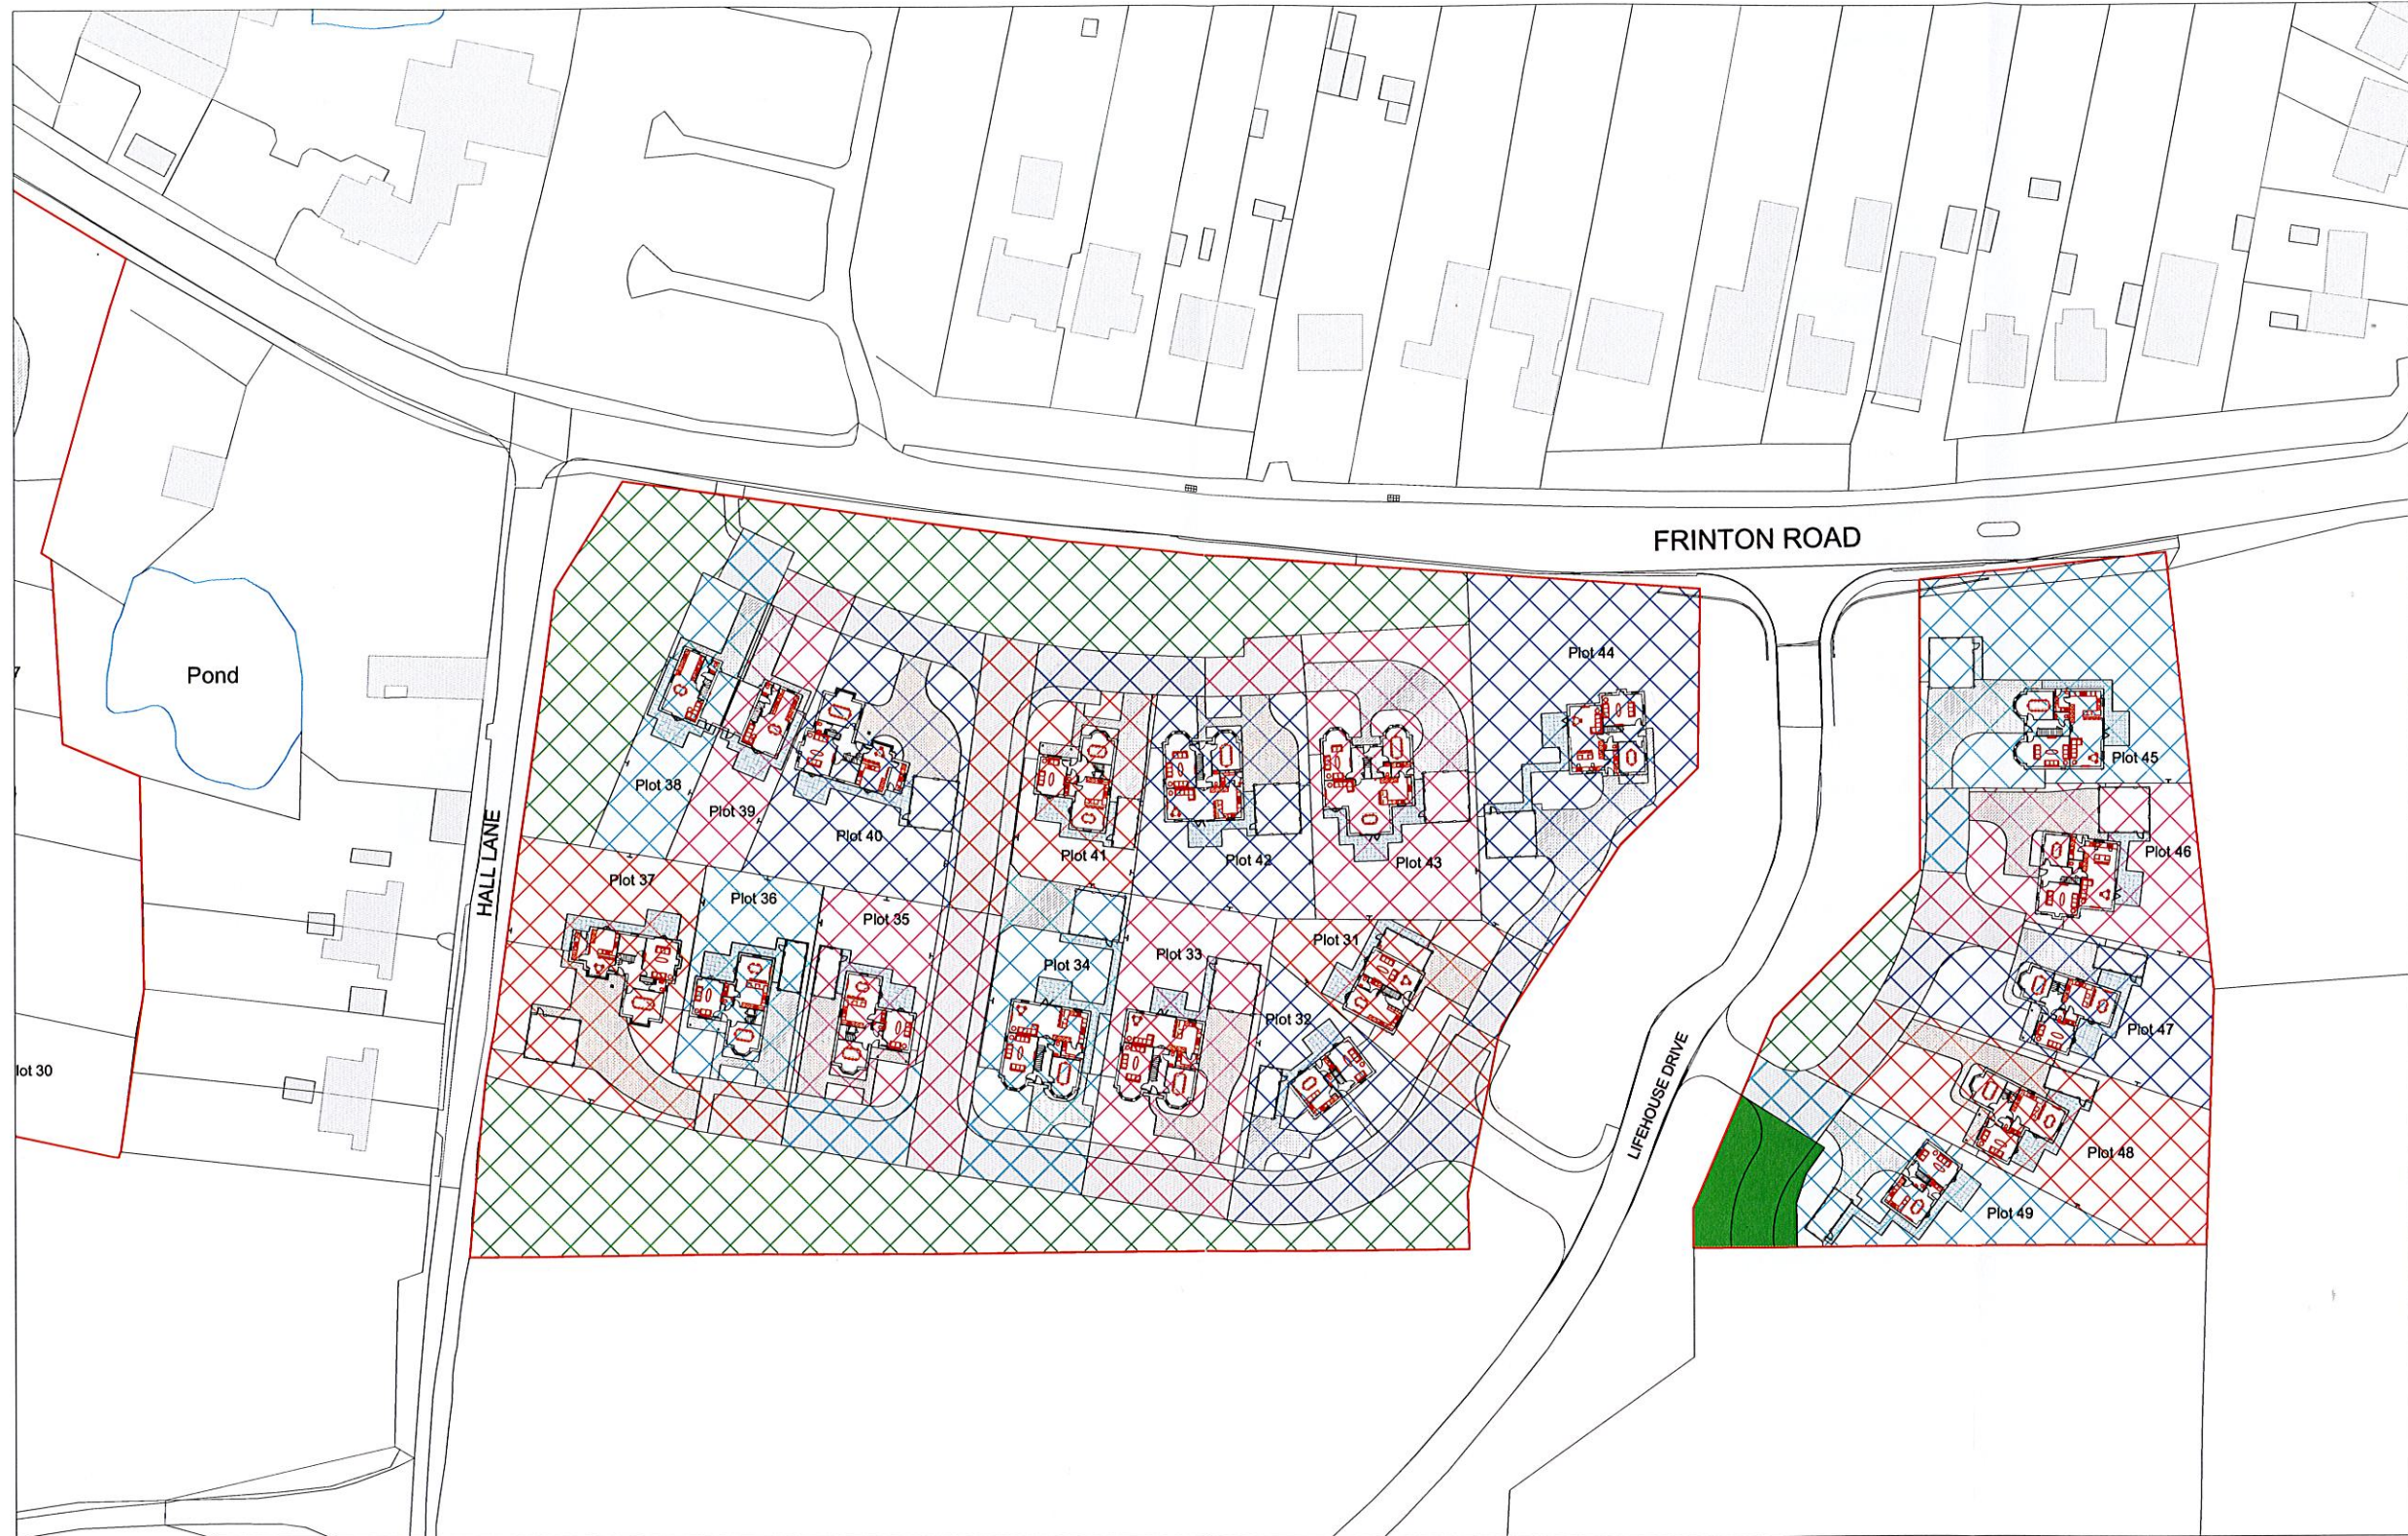 FRINTON ROAD
Plot 44
Pond
Plot 45
Plot 38
Plot 39
Plot 40
Plot 41
Plot 42
Plot 43
Plot 46
HALL LANE
Plot 37
Plot 36
Plot 35
Plot 34
Plot 33
Plot 31
Plot 32
Plot 47
lot 30
LIFEHOUSE DRIVE
Plot 48
Plot 49
7